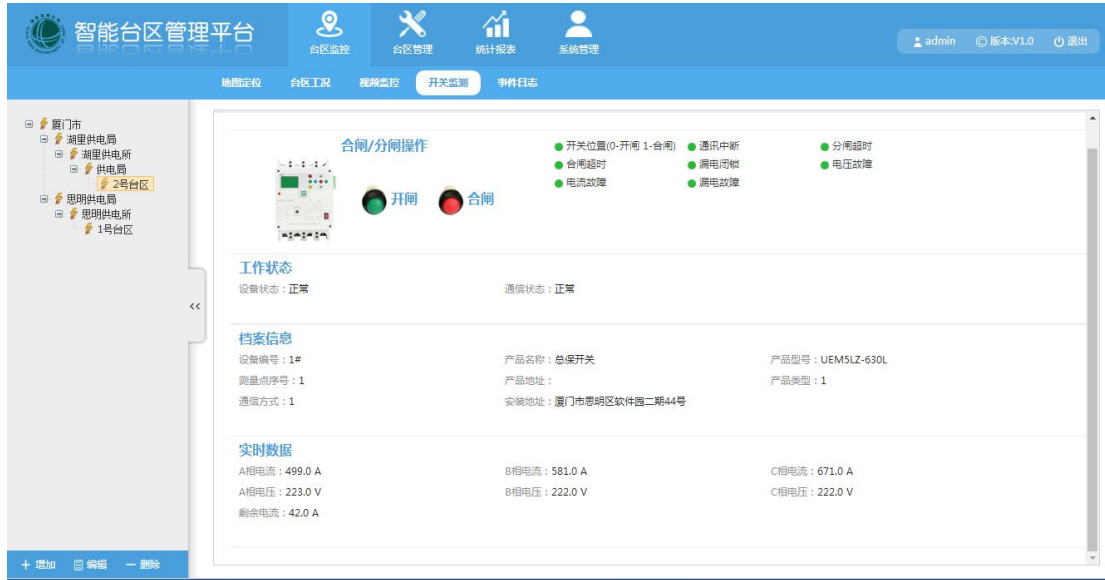 智能台区管理平台
台区监控 台区管理 统计报表 系统管理
admin ©版本:V1.0 退出
地图定位 台区工况 视频监控 开关监测 事件日志
厦门市
湖里供电局
湖里供电所
供电局
2号台区
思明供电局
思明供电所
1号台区
<<
合闸/分闸操作
开闸 合闸
开关位置(0-开闸 1-合闸) 通讯中断 分闸超时
合闸超时 漏电闭锁 电压故障
电流故障 漏电故障
工作状态
设备状态：正常 通信状态：正常
档案信息
设备编号：1# 产品名称：总保开关 产品型号：UEM5LZ-630L
测量点序号：1 产品地址： 产品类型：1
通信方式：1 安装地址：厦门市思明区软件园二期44号
实时数据
A相电流：499.0 A B相电流：581.0 A C相电流：671.0 A
A相电压：223.0 V B相电压：222.0 V C相电压：222.0 V
剩余电流：42.0 A
+ 增加 编辑 — 删除